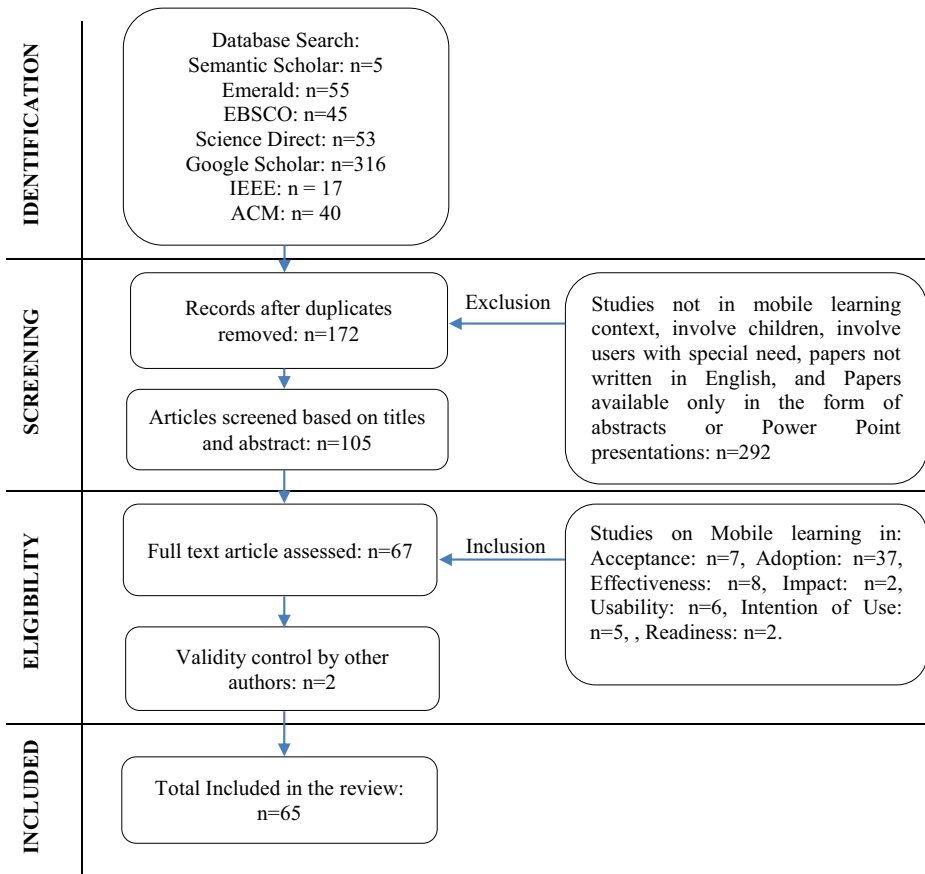 IDENTIFICATION
Database Search:
Semantic Scholar: n=5
Emerald: n=55
EBSCO: n=45
Science Direct: n=53
Google Scholar: n=316
IEEE: n = 17
ACM: n= 40
SCREENING
Records after duplicates
removed: n=172
Exclusion
Studies not in mobile learning
context, involve children, involve
users with special need, papers not
written in English, and Papers
available only in the form of
abstracts or Power Point
presentations: n=292
Articles screened based on titles
and abstract: n=105
ELIGIBILITY
Full text article assessed: n=67
Inclusion
Studies on Mobile learning in:
Acceptance: n=7, Adoption: n=37,
Effectiveness: n=8, Impact: n=2,
Usability: n=6, Intention of Use:
n=5, , Readiness: n=2.
Validity control by other
authors: n=2
INCLUDED
Total Included in the review:
n=65